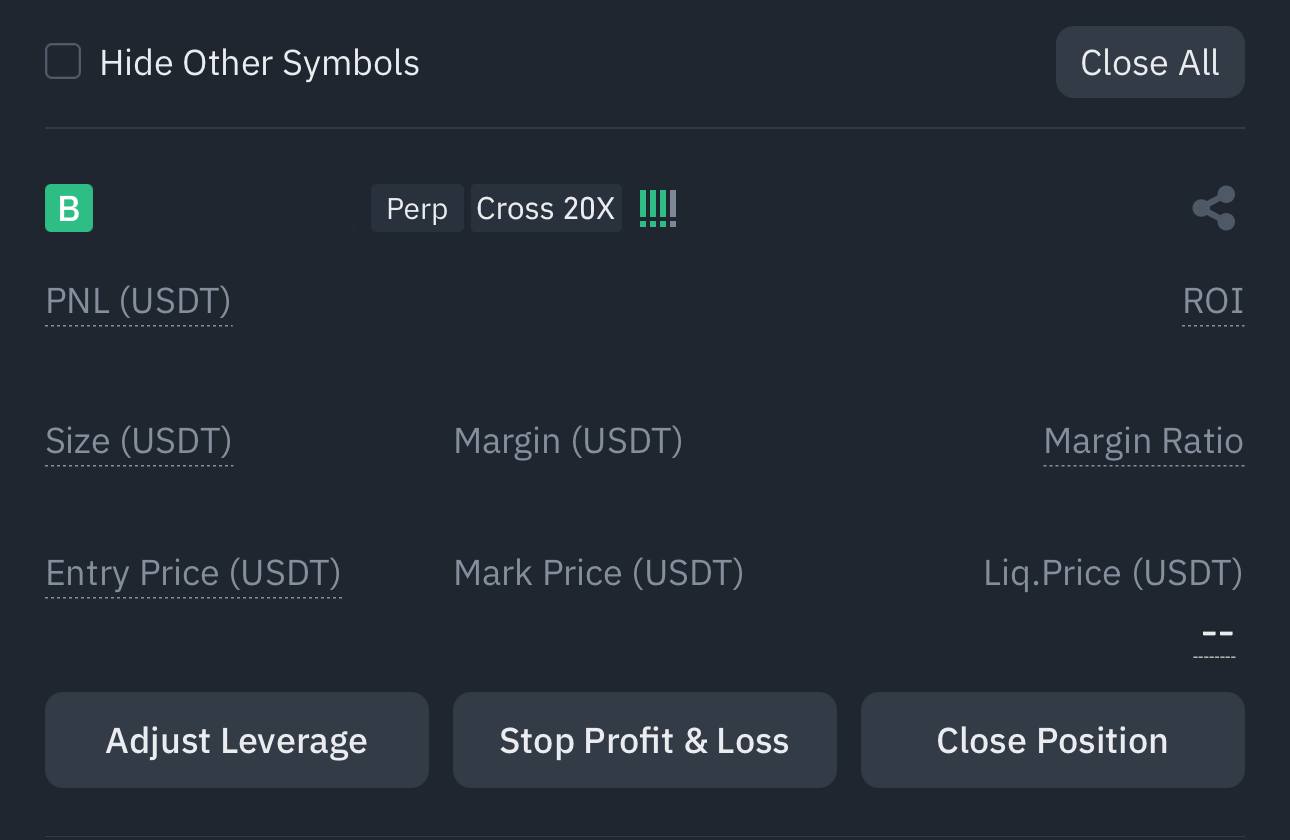 Hide Other Symbols Close All
B Perp Cross 20X
PNL (USDT) ROI
Size (USDT) Margin (USDT) Margin Ratio
Entry Price (USDT) Mark Price (USDT) Liq.Price (USDT)
--
Adjust Leverage Stop Profit & Loss Close Position